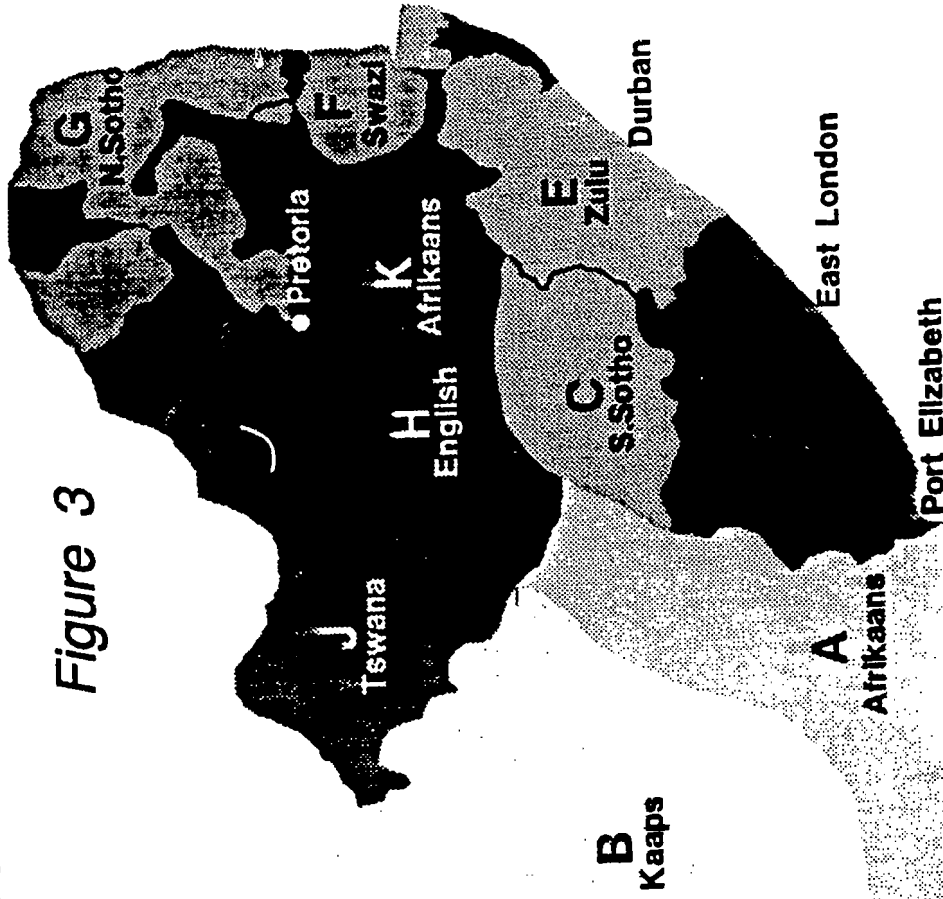 Figure 3
G
N.Sotho
F
Swazi
Pretoria
K
Afrikaans
E
Zulu
Durban
H
English
C
S.Sotho
East London
J
Tswana
Port Elizabeth
A
Afrikaans
B
Kaaps